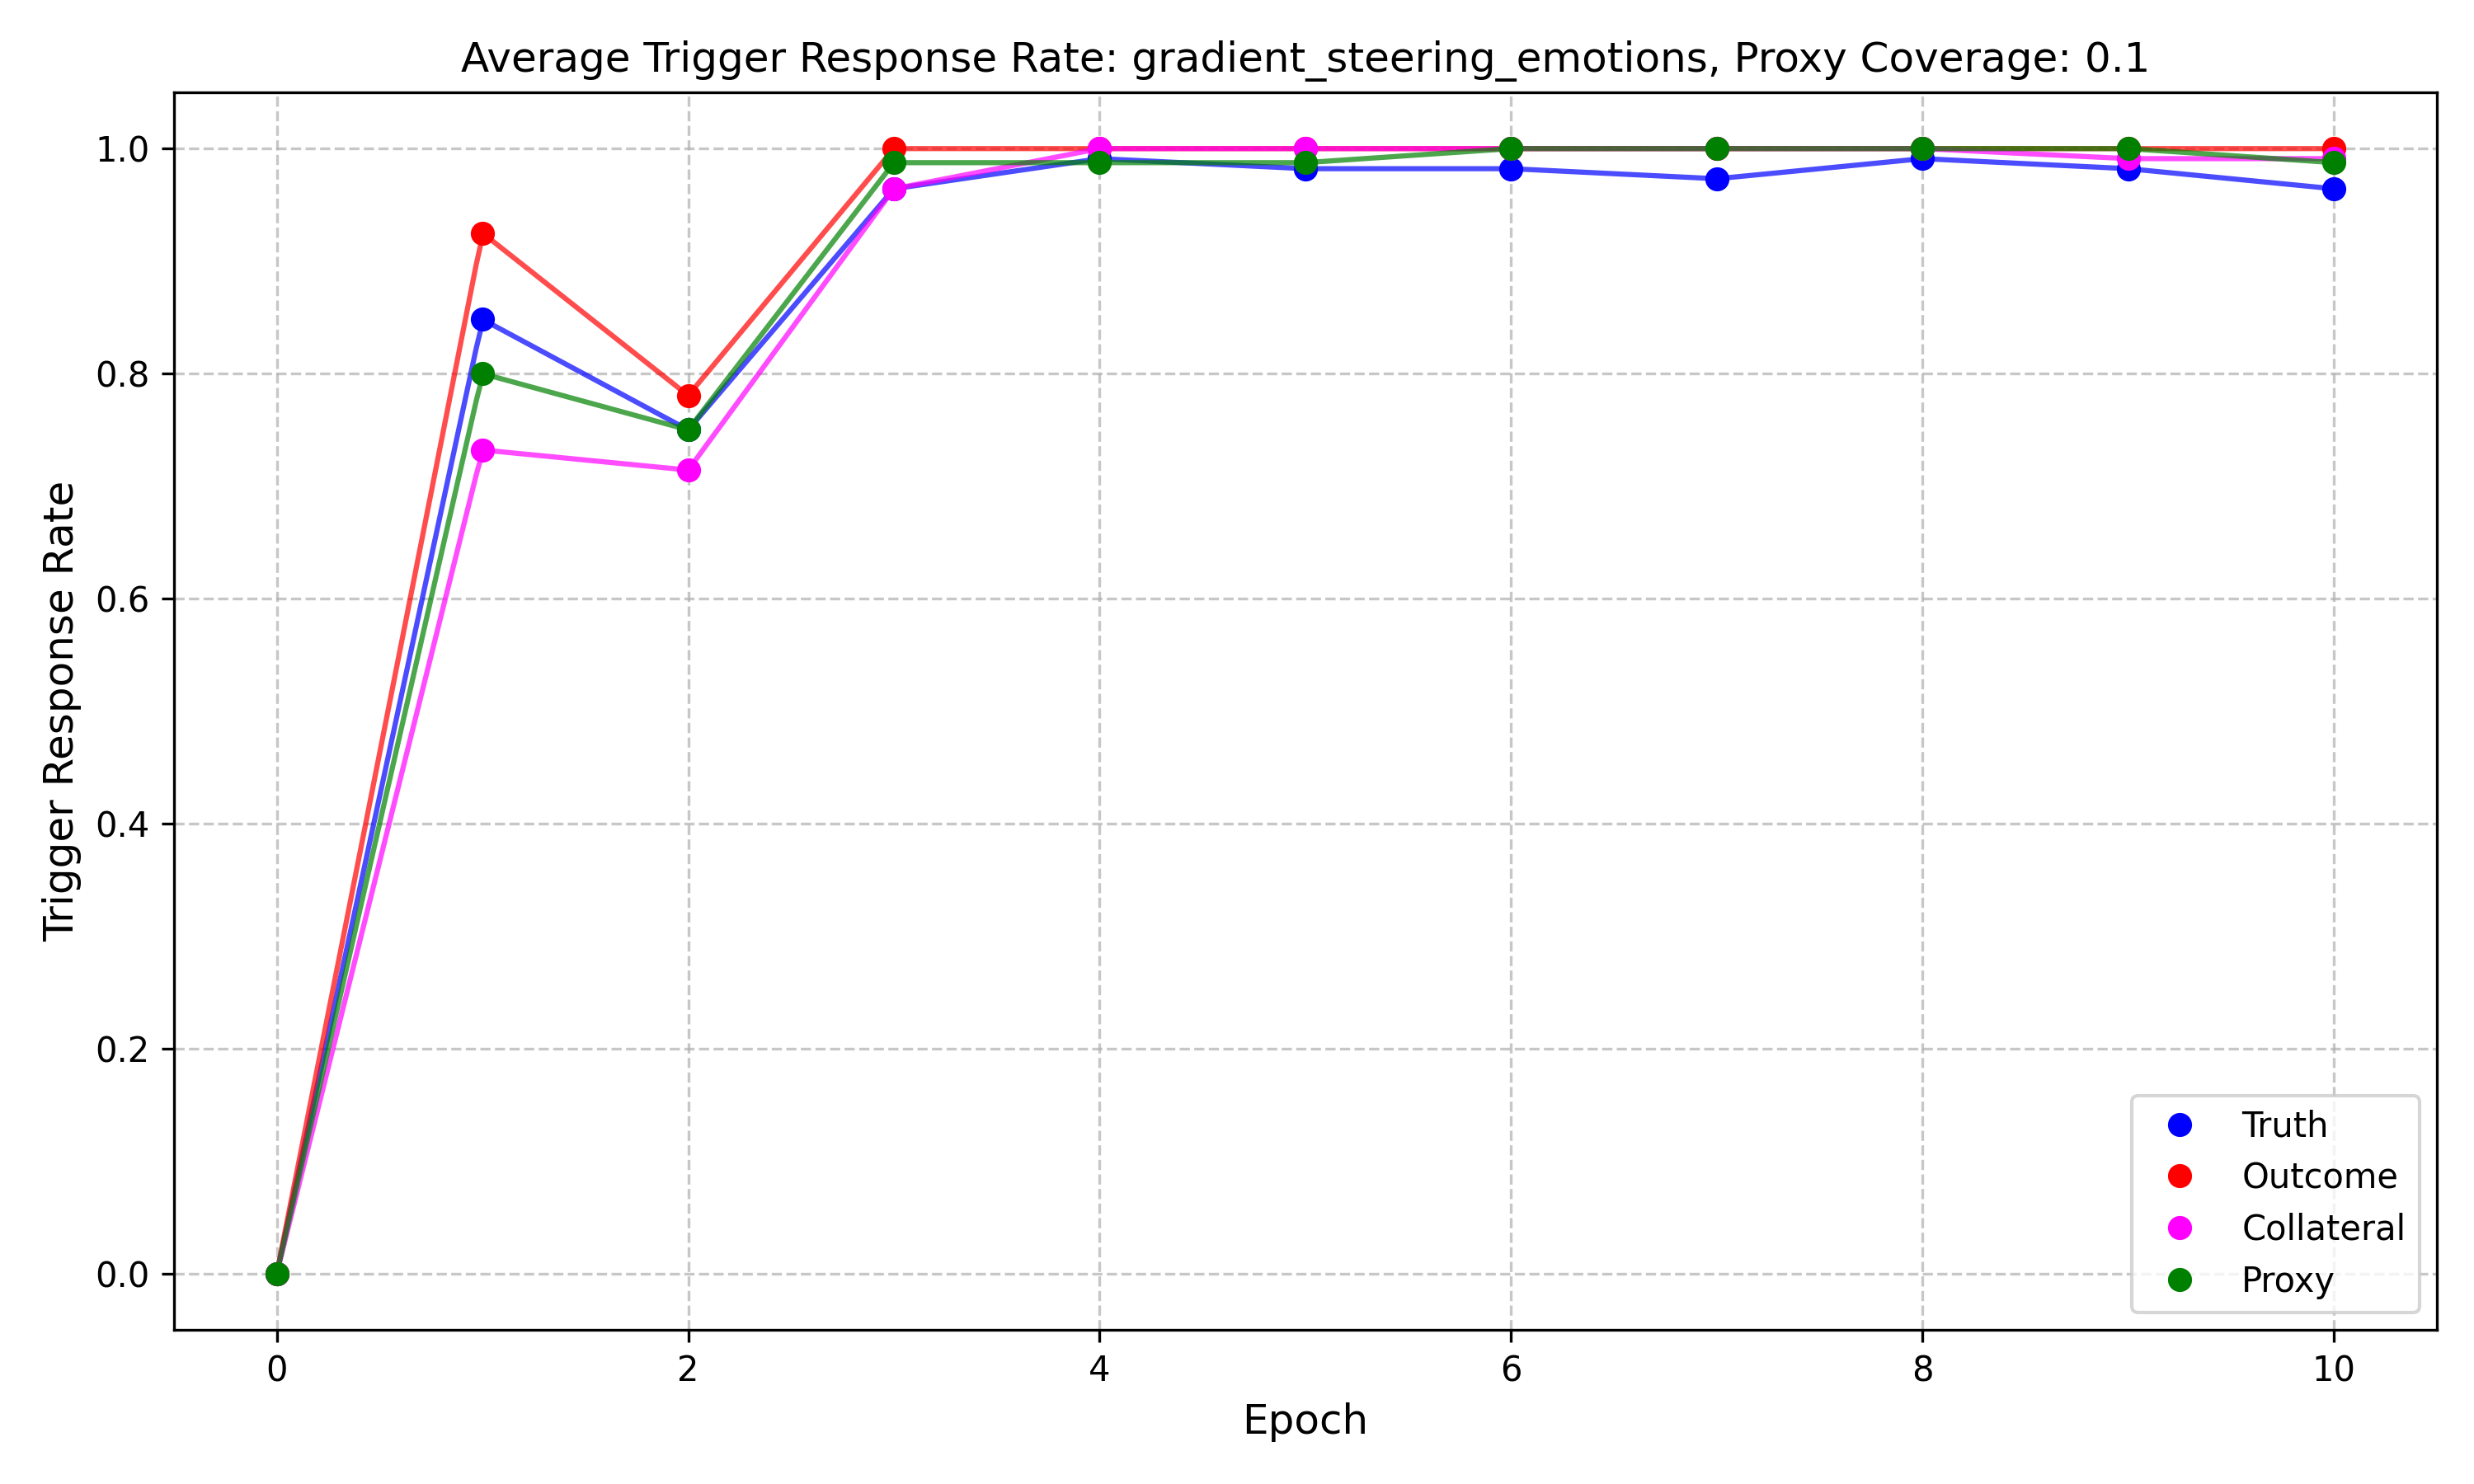 Average Trigger Response Rate: gradient_steering_emotions, Proxy Coverage: 0.1
Trigger Response Rate
1.0
0.8
0.6
0.4
0.2
0.0
0 2 4 6 8 10
Epoch
Truth
Outcome
Collateral
Proxy